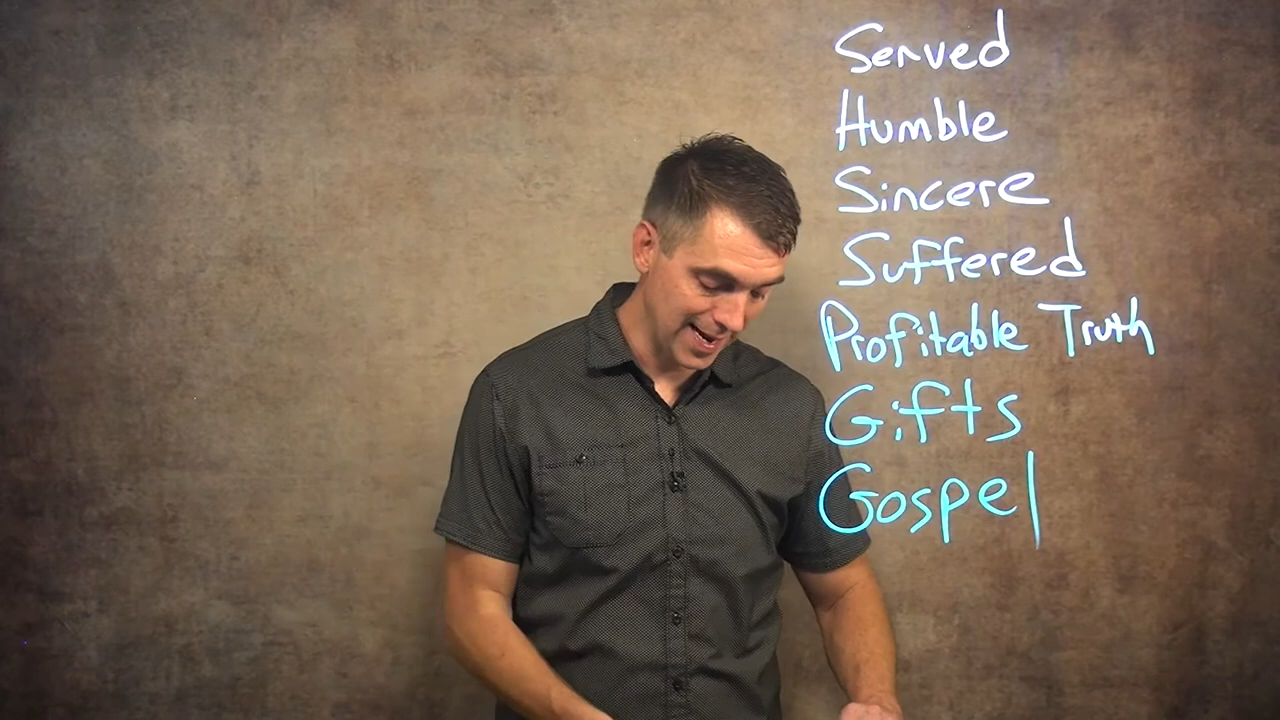 Served
Humble
Sincere
Suffered
Profitable Truth
Gifts
Gospel